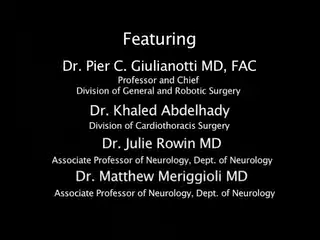 Featuring
Dr. Pier C. Giulianotti MD, FAC
Professor and Chief
Division of General and Robotic Surgery
Dr. Khaled Abdelhady
Division of Cardiothoracis Surgery
Dr. Julie Rowin MD
Associate Professor of Neurology, Dept. of Neurology
Dr. Matthew Meriggioli MD
Associate Professor of Neurology, Dept. of Neurology